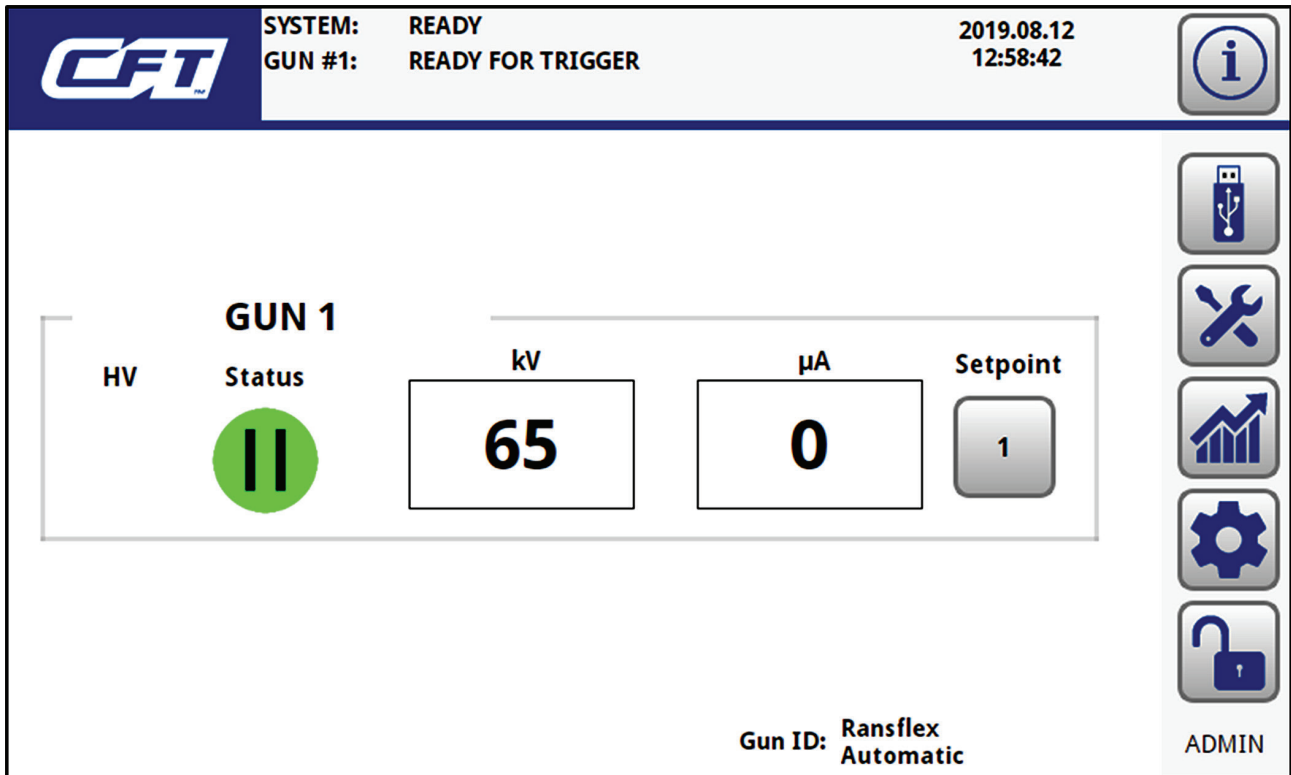 CFT™
SYSTEM: READY
GUN #1: READY FOR TRIGGER
2019.08.12
12:58:42
i
GUN 1
HV Status kV µA Setpoint
65 0 1
Gun ID: Ransflex
Automatic
ADMIN